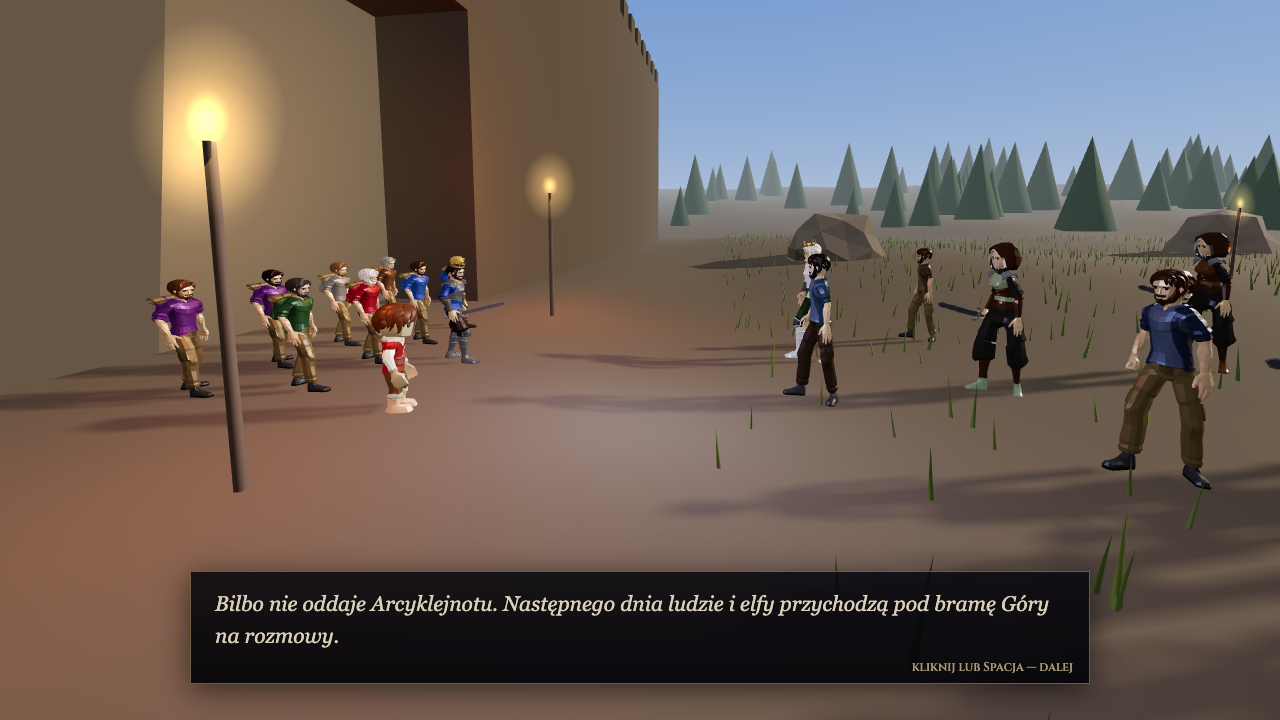 Bilbo nie oddaje Arcyklejnotu. Następnego dnia ludzie i elfy przychodzą pod bramę Góry
na rozmowy.
KLIKNIJ LUB SPACJA — DALEJ